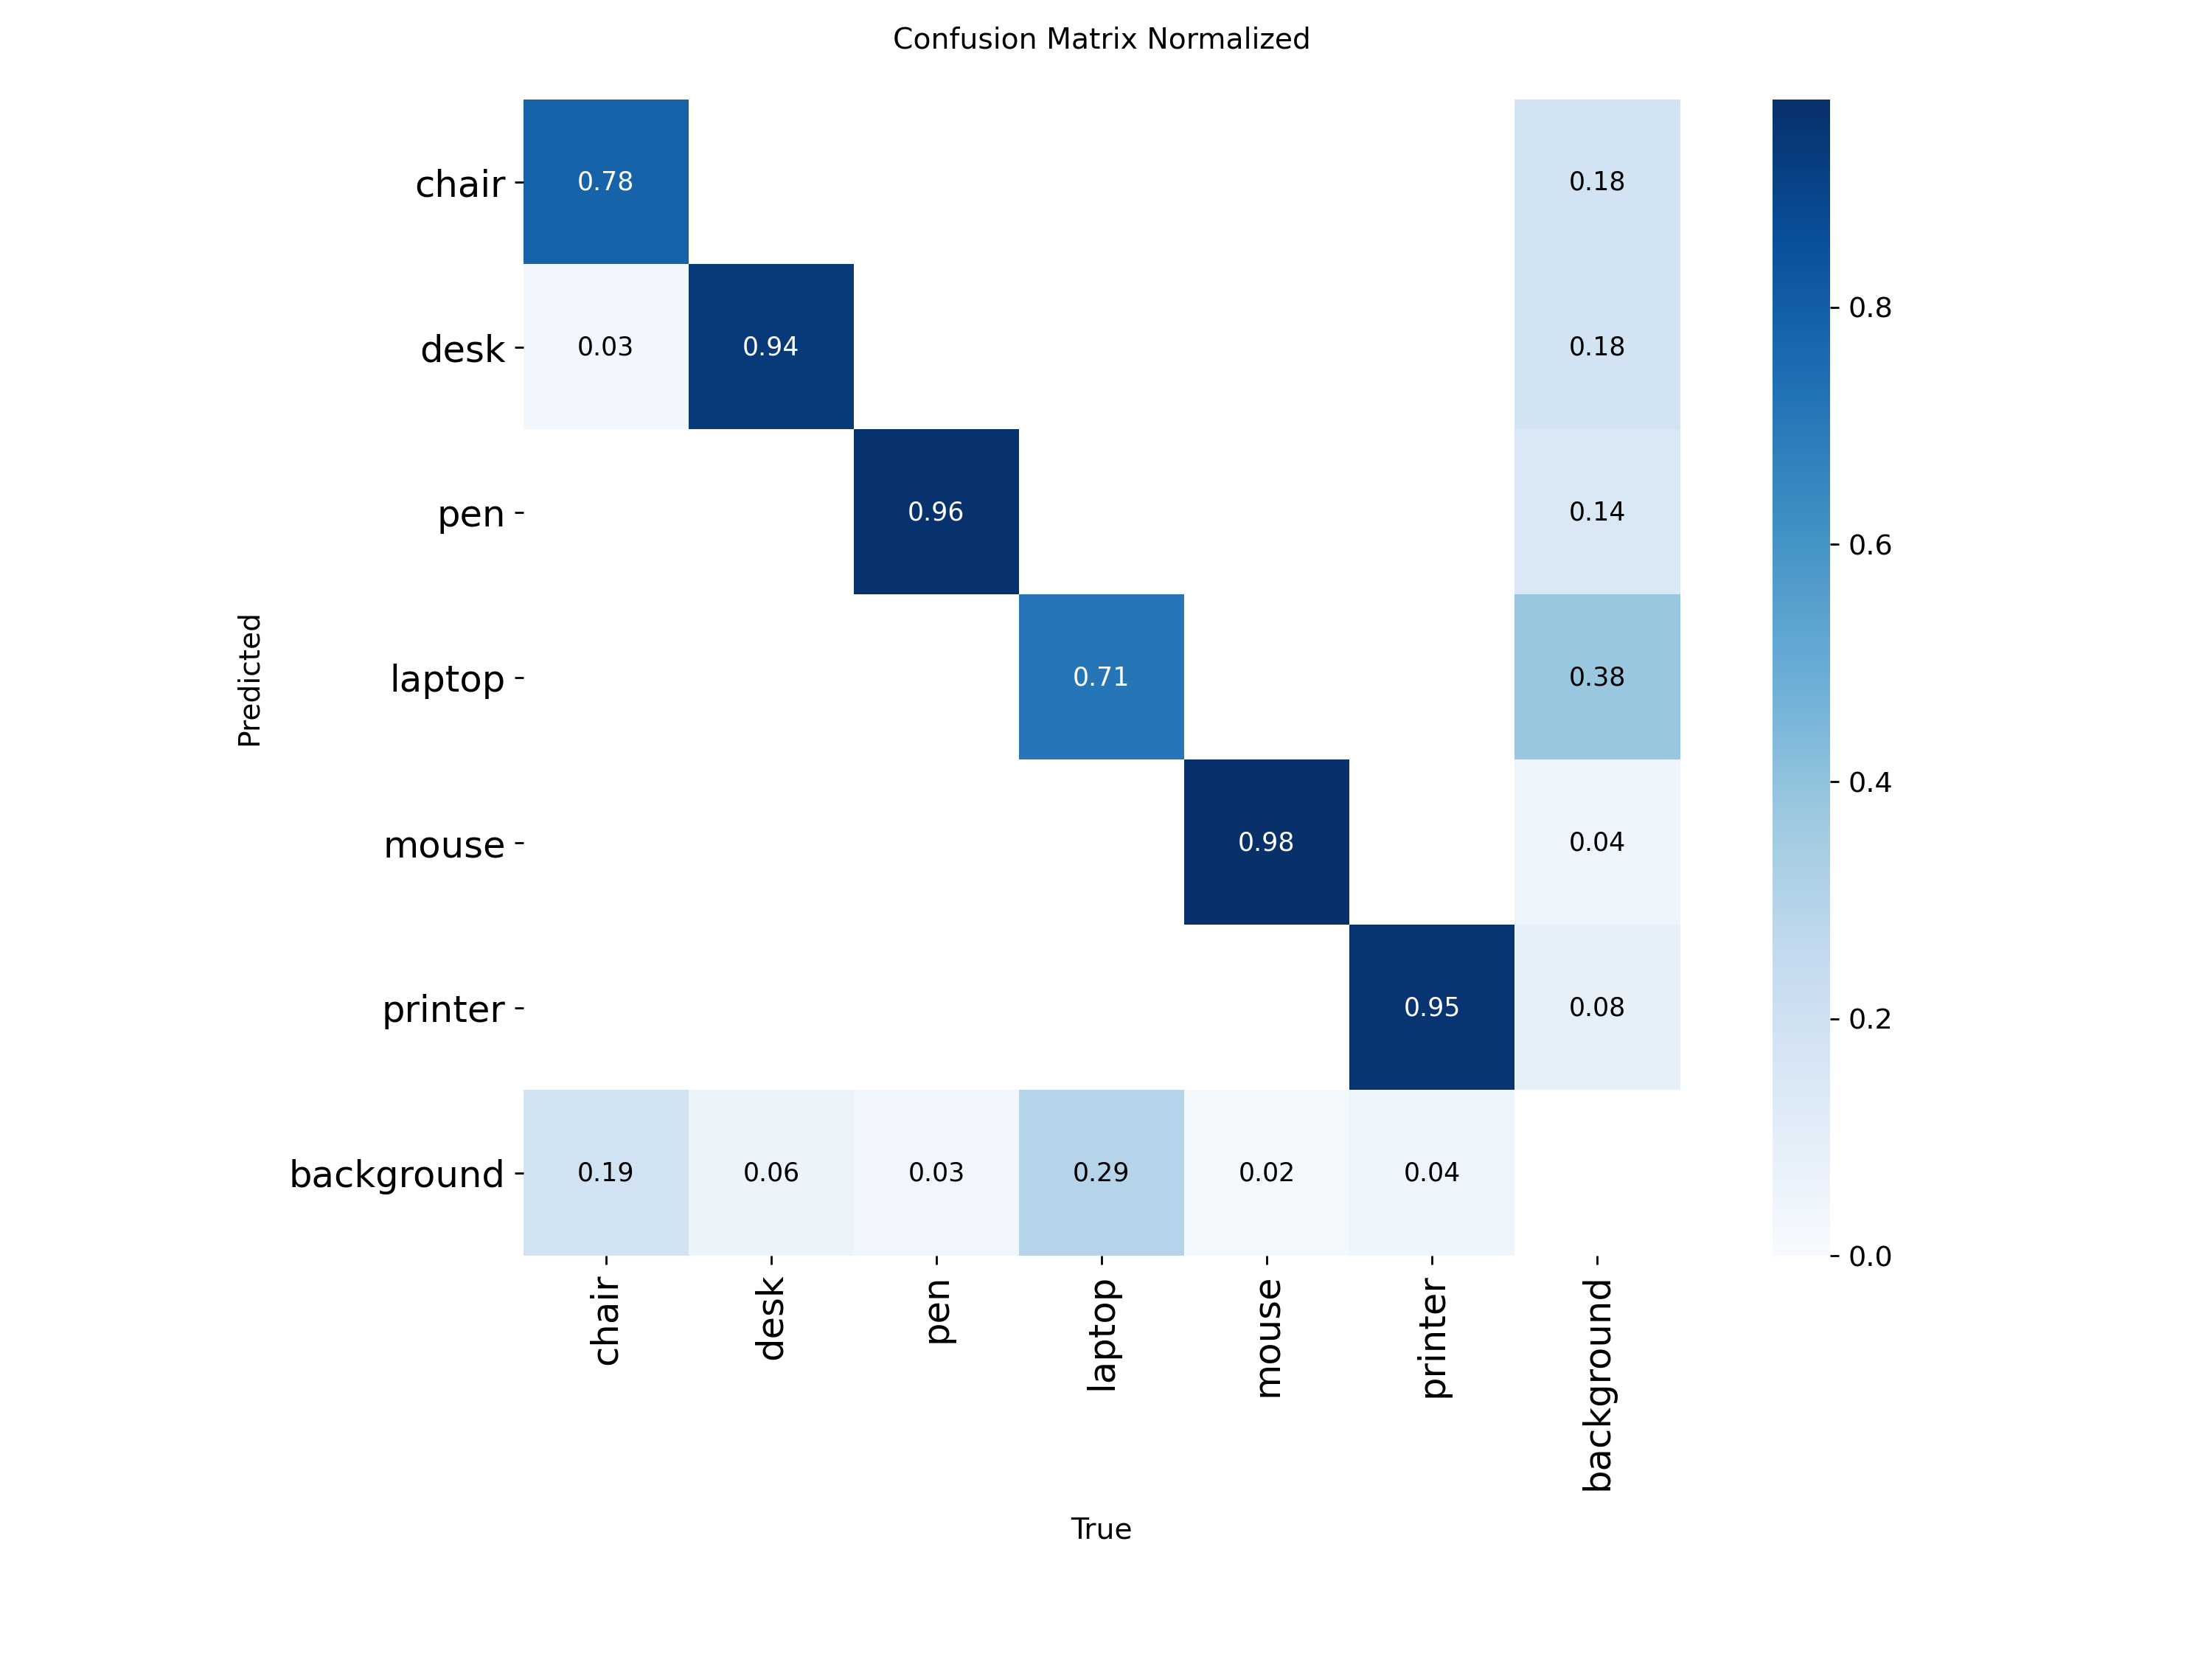 Confusion Matrix Normalized
chair 0.78 0.18
desk 0.03 0.94 0.18
pen 0.96 0.14
laptop 0.71 0.38
mouse 0.98 0.04
printer 0.95 0.08
background 0.19 0.06 0.03 0.29 0.02 0.04
Predicted
chair desk pen laptop mouse printer background
True
0.8
0.6
0.4
0.2
0.0